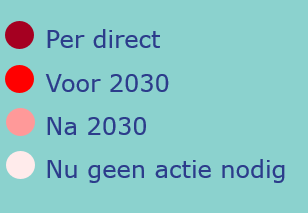 Per direct
Voor 2030
Na 2030
Nu geen actie nodig